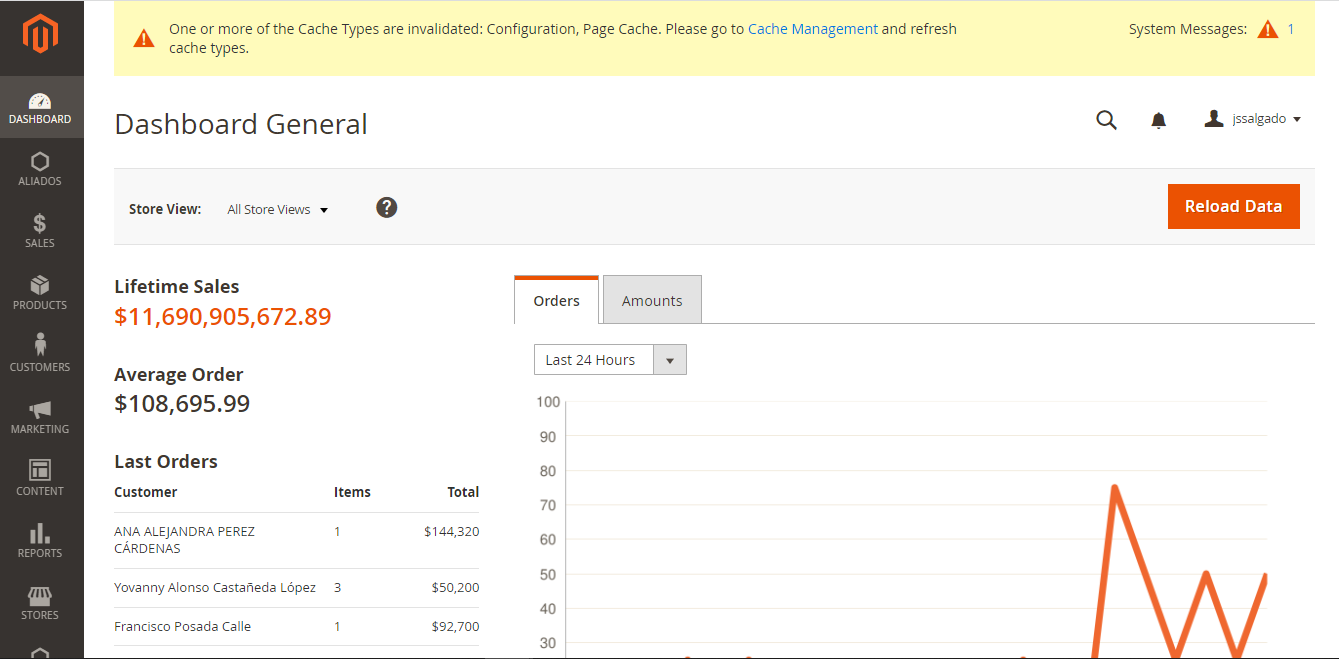 One or more of the Cache Types are invalidated: Configuration, Page Cache. Please go to Cache Management and refresh
cache types.
System Messages: 1
DASHBOARD
ALIADOS
SALES
PRODUCTS
CUSTOMERS
MARKETING
CONTENT
REPORTS
STORES
Dashboard General
jssalgado
Store View: All Store Views ?
Reload Data
Lifetime Sales
$11,690,905,672.89
Average Order
$108,695.99
Last Orders
Customer Items Total
ANA ALEJANDRA PEREZ
CÁRDENAS 1 $144,320
Yovanny Alonso Castañeda López 3 $50,200
Francisco Posada Calle 1 $92,700
Orders Amounts
Last 24 Hours
100
90
80
70
60
50
40
30